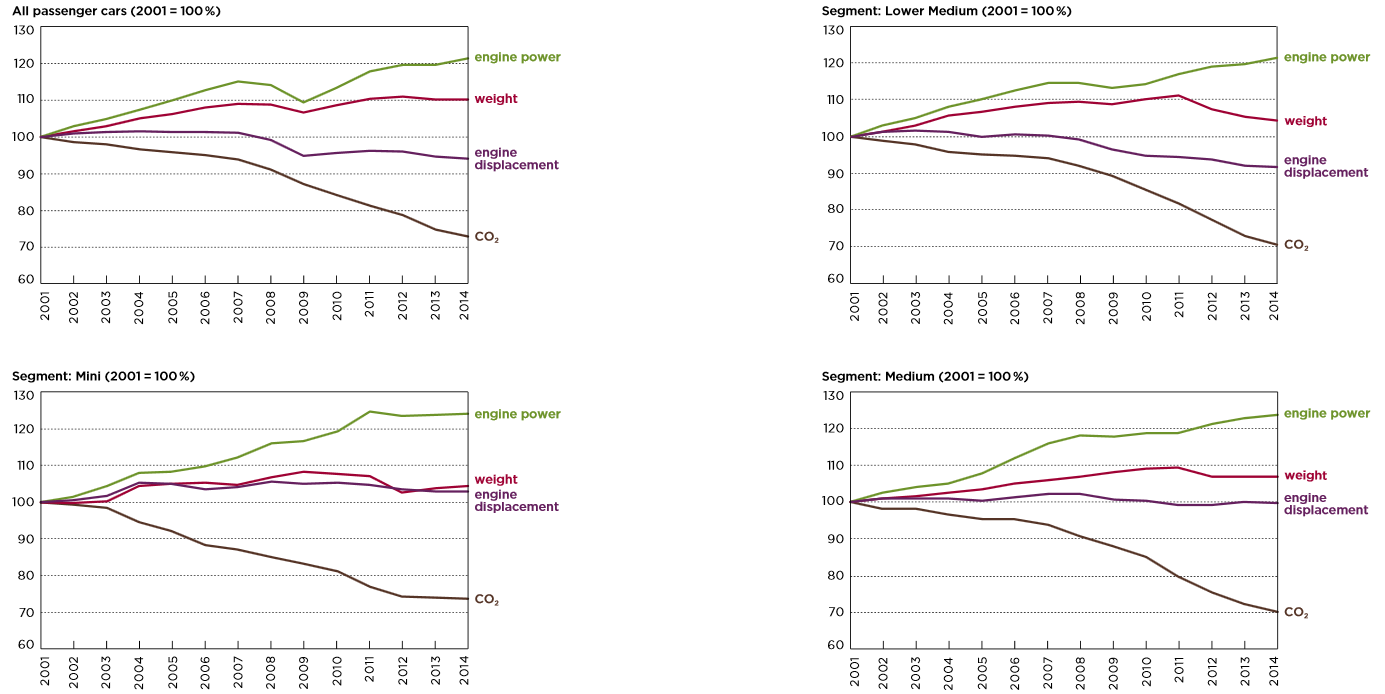 All passenger cars (2001 = 100 %)
130
120
110
100
90
80
70
60
engine power
weight
engine
displacement
CO₂
2001 2002 2003 2004 2005 2006 2007 2008 2009 2010 2011 2012 2013 2014
Segment: Lower Medium (2001 = 100 %)
130
120
110
100
90
80
70
60
engine power
weight
engine
displacement
CO₂
2001 2002 2003 2004 2005 2006 2007 2008 2009 2010 2011 2012 2013 2014
Segment: Mini (2001 = 100 %)
130
120
110
100
90
80
70
60
engine power
weight
engine
displacement
CO₂
2001 2002 2003 2004 2005 2006 2007 2008 2009 2010 2011 2012 2013 2014
Segment: Medium (2001 = 100 %)
130
120
110
100
90
80
70
60
engine power
weight
engine
displacement
CO₂
2001 2002 2003 2004 2005 2006 2007 2008 2009 2010 2011 2012 2013 2014